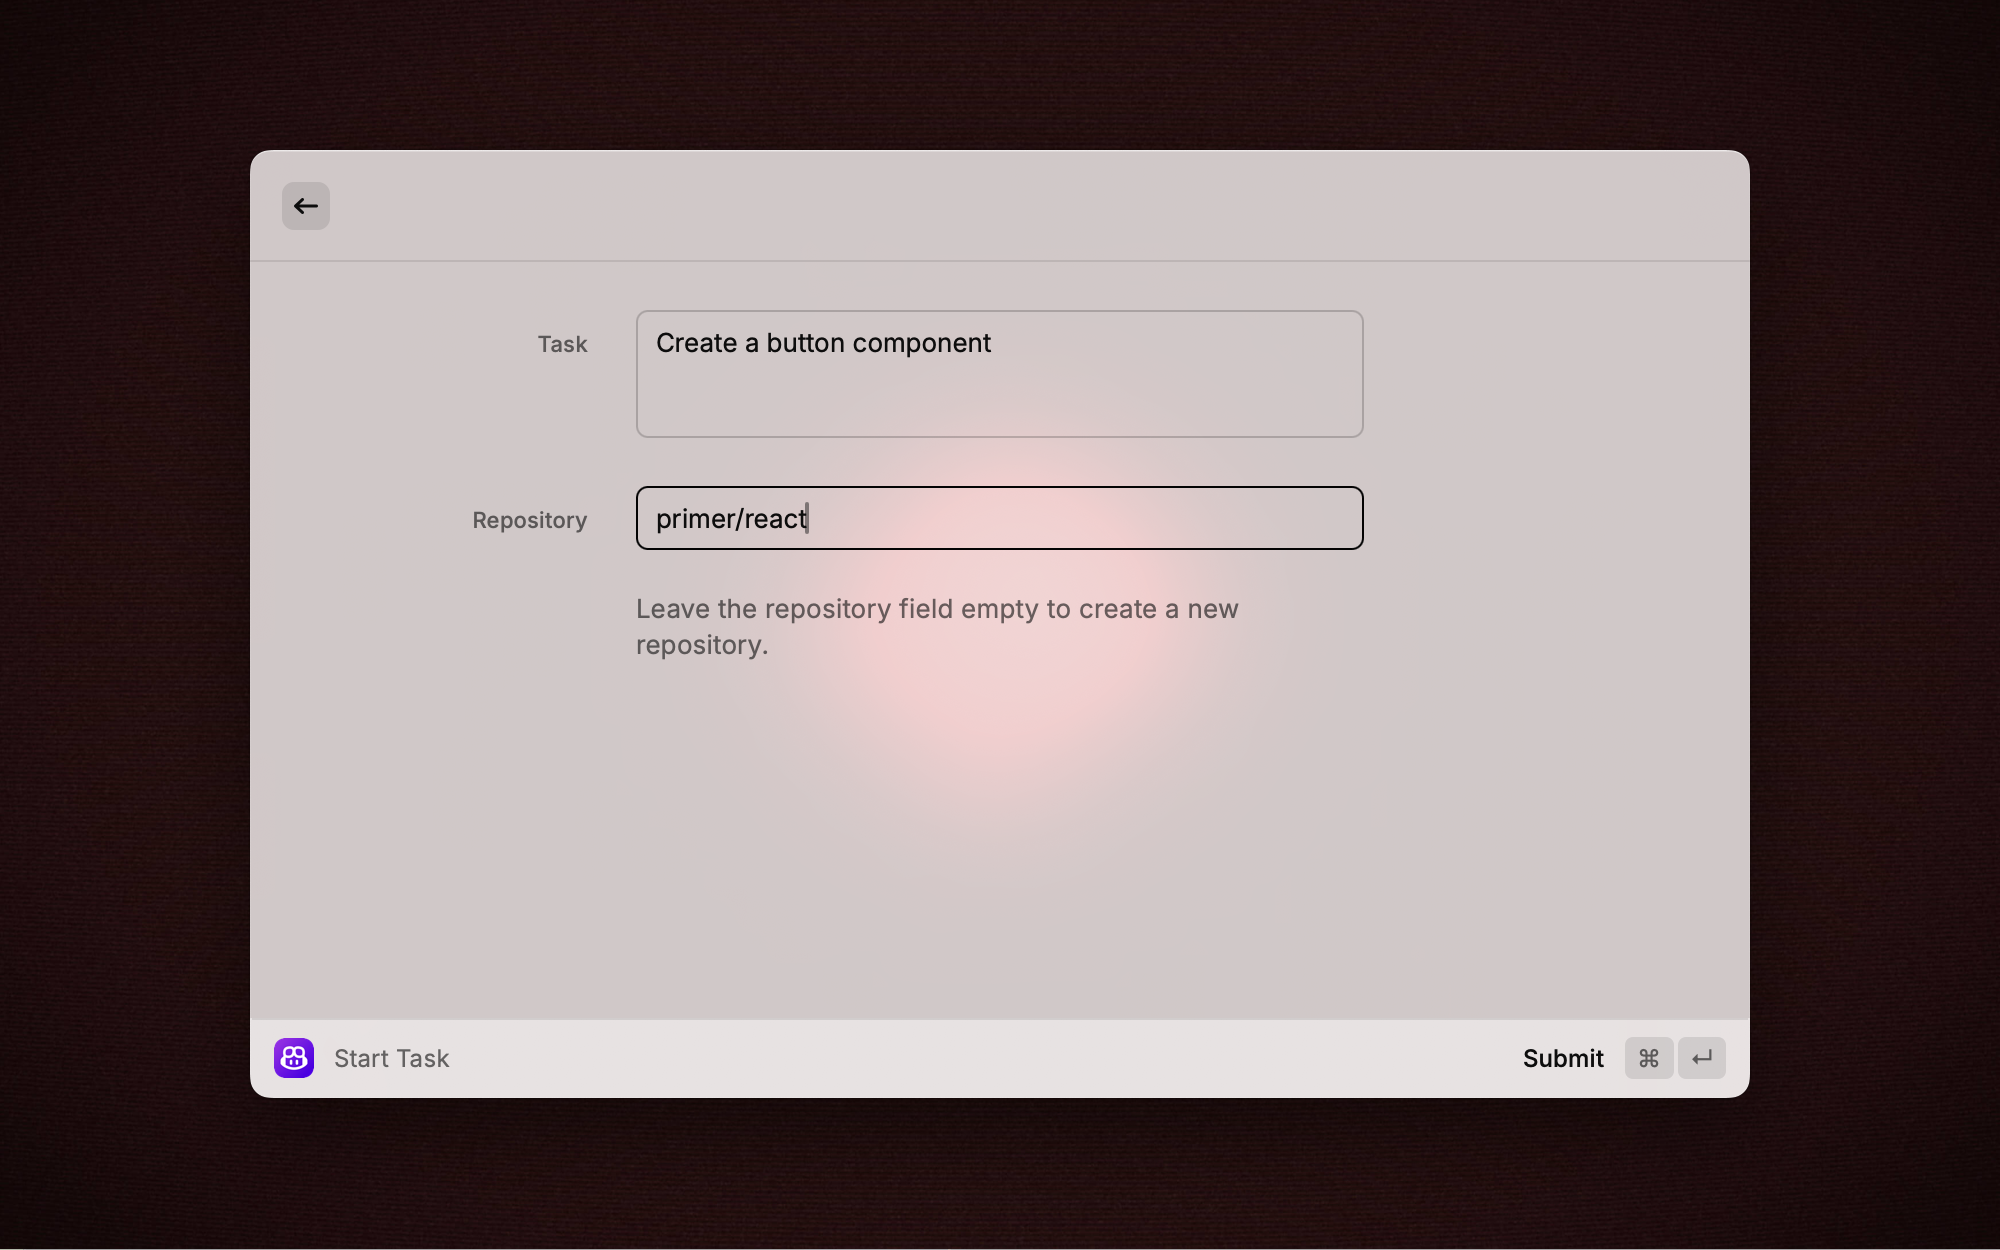 Task
Create a button component
Repository
primer/react
Leave the repository field empty to create a new
repository.
Start Task
Submit ⌘ ↵